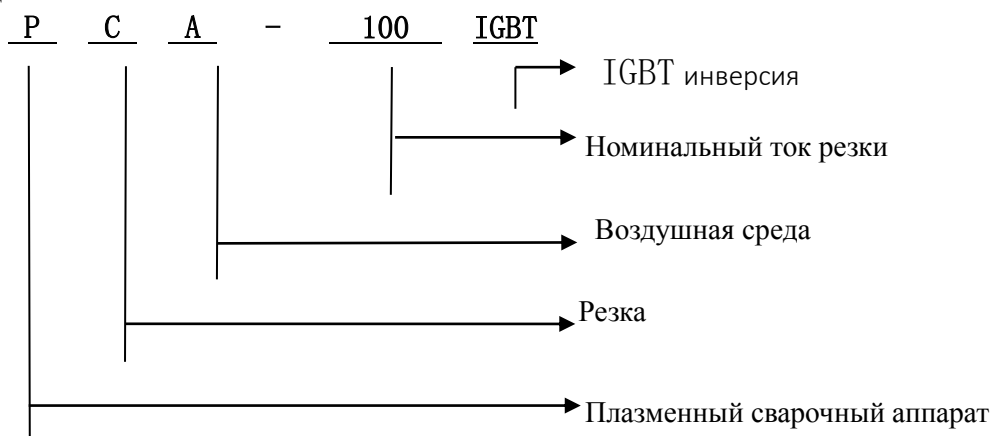 P C A - 100 IGBT
IGBT инверсия
Номинальный ток резки
Воздушная среда
Резка
Плазменный сварочный аппарат